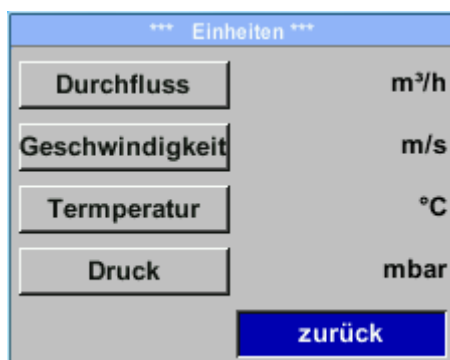 *** Einheiten ***
Durchfluss m³/h
Geschwindigkeit m/s
Termperatur °C
Druck mbar
zurück